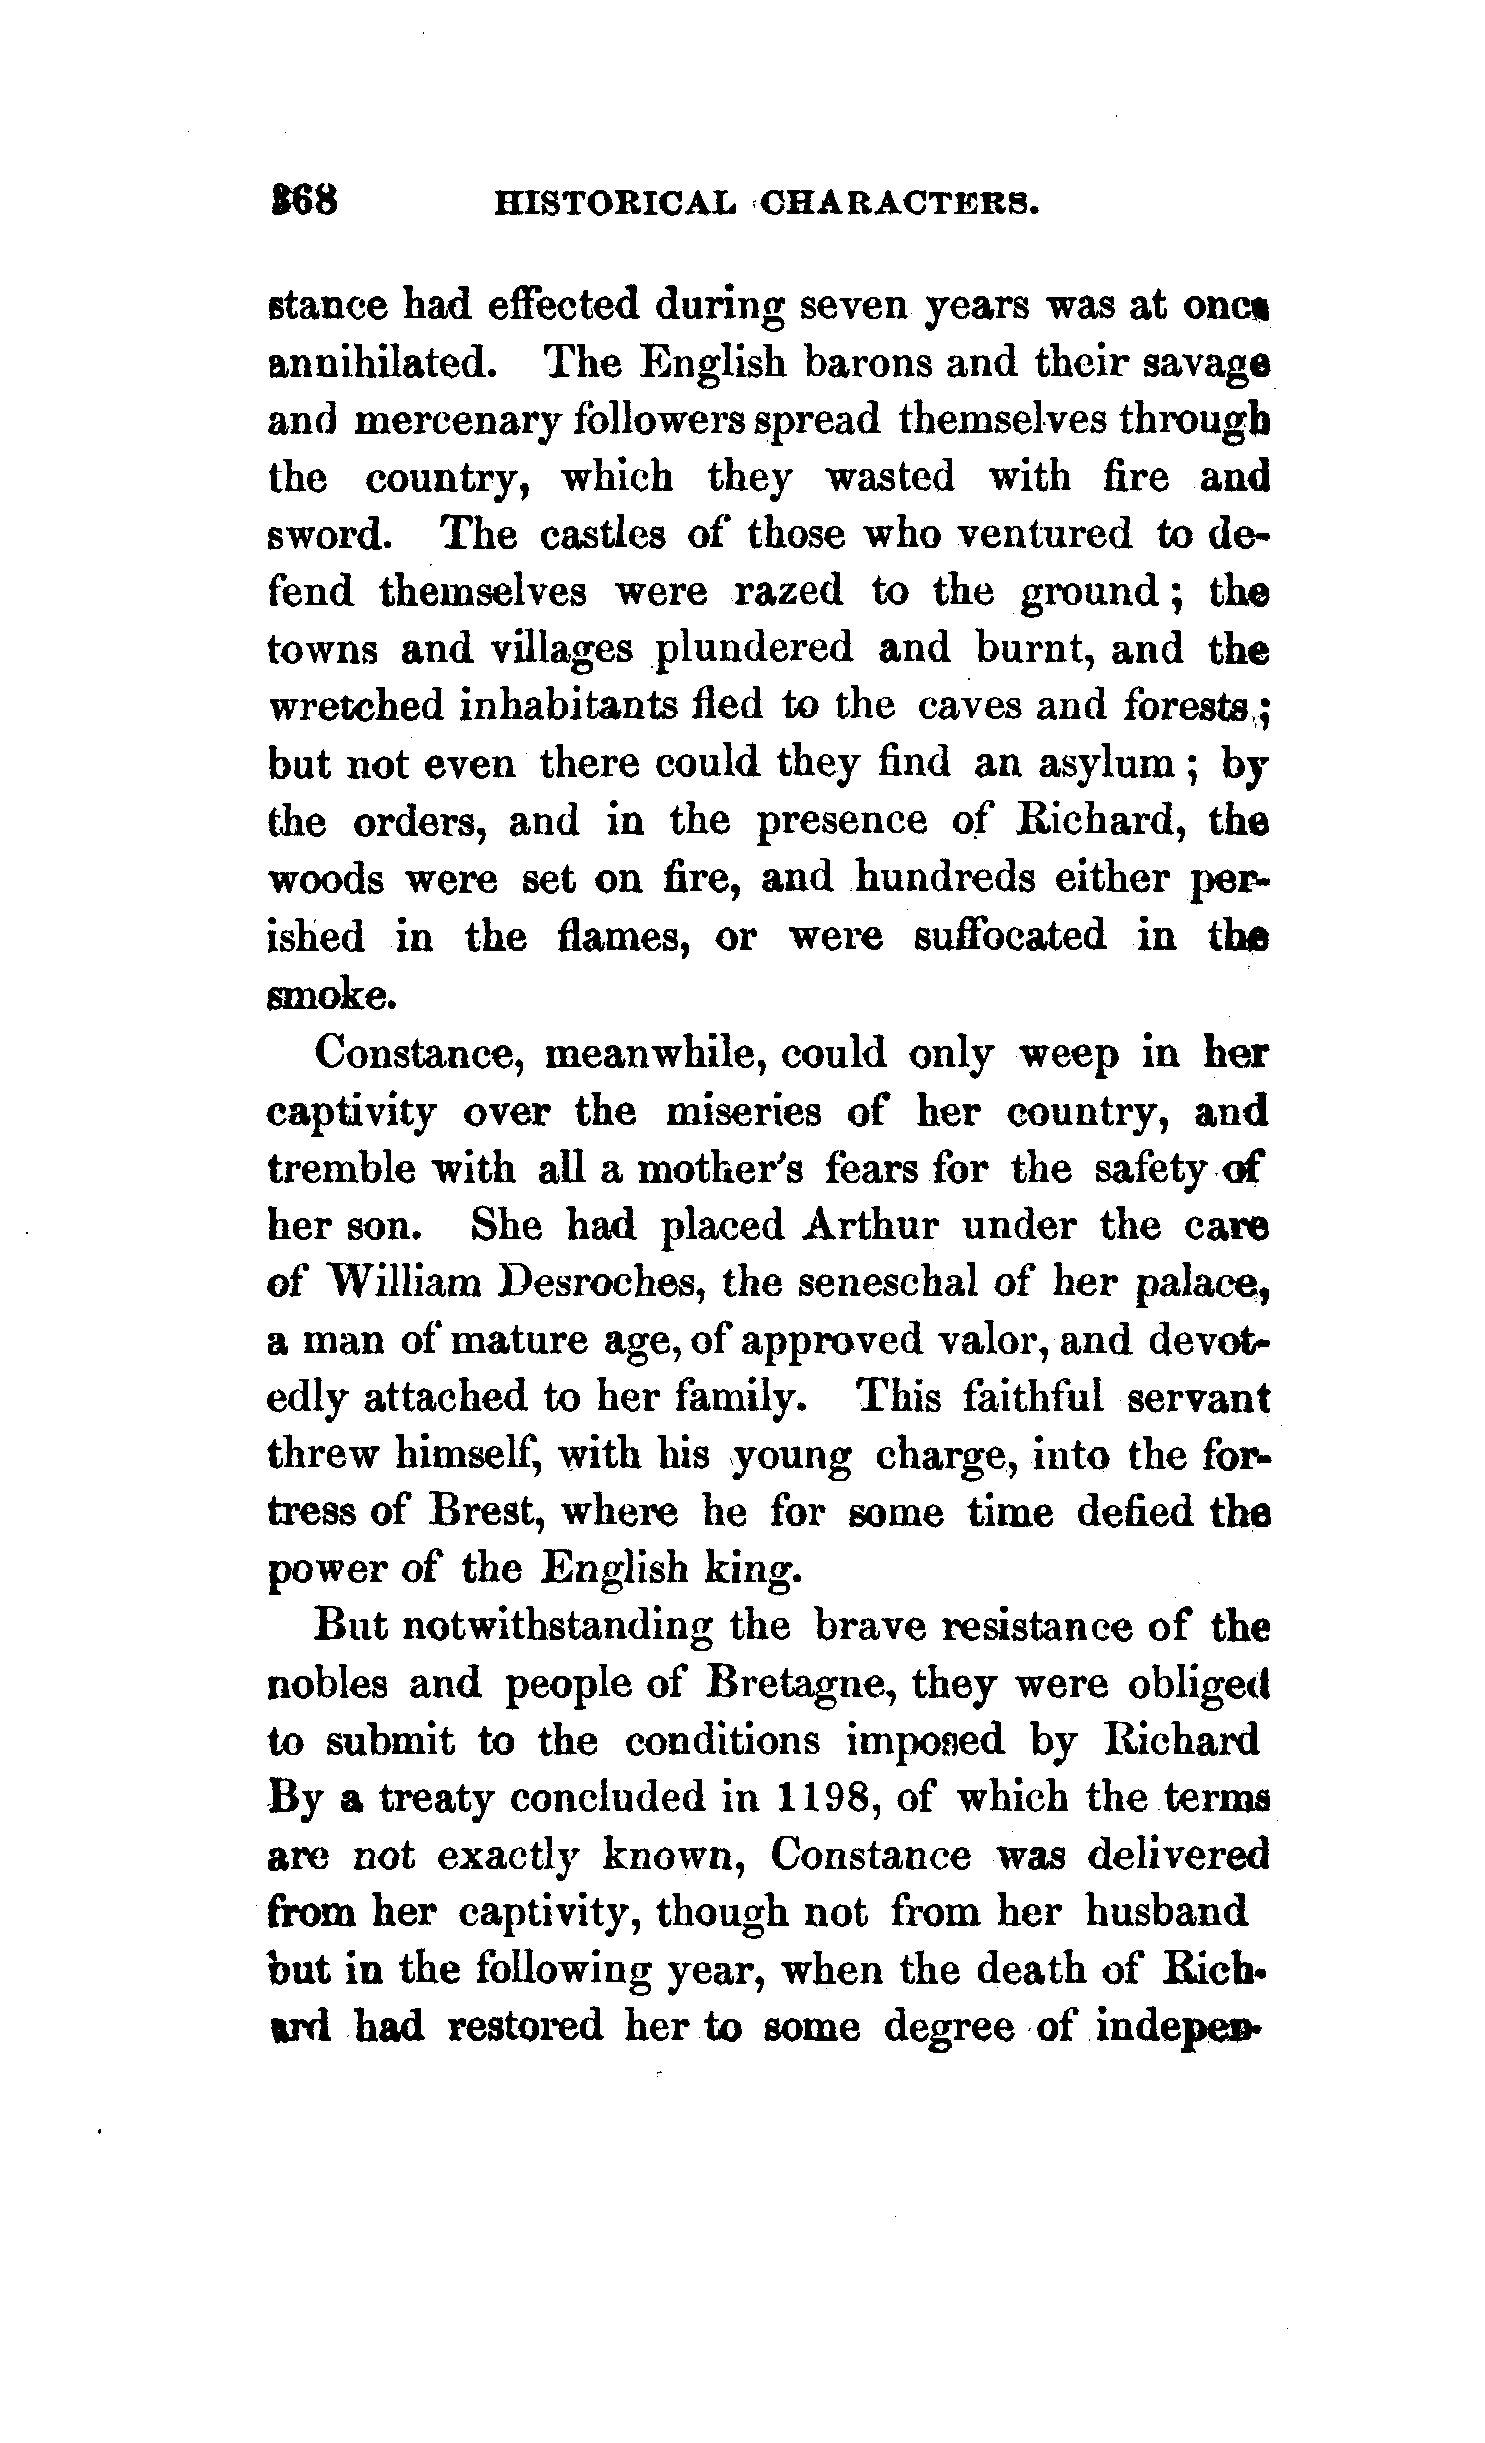 368 HISTORICAL CHARACTERS.
stance had effected during seven years was at once
annihilated. The English barons and their savage
and mercenary followers spread themselves through
the country, which they wasted with fire and
sword. The castles of those who ventured to de-
fend themselves were razed to the ground; the
towns and villages plundered and burnt, and the
wretched inhabitants fled to the caves and forests;
but not even there could they find an asylum; by
the orders, and in the presence of Richard, the
woods were set on fire, and hundreds either per-
ished in the flames, or were suffocated in the
smoke.
Constance, meanwhile, could only weep in her
captivity over the miseries of her country, and
tremble with all a mother's fears for the safety of
her son. She had placed Arthur under the care
of William Desroches, the seneschal of her palace,
a man of mature age, of approved valor, and devot-
edly attached to her family. This faithful servant
threw himself, with his young charge, into the for-
tress of Brest, where he for some time defied the
power of the English king.
But notwithstanding the brave resistance of the
nobles and people of Bretagne, they were obliged
to submit to the conditions imposed by Richard
By a treaty concluded in 1198, of which the terms
are not exactly known, Constance was delivered
from her captivity, though not from her husband
but in the following year, when the death of Rich-
ard had restored her to some degree of indepen-